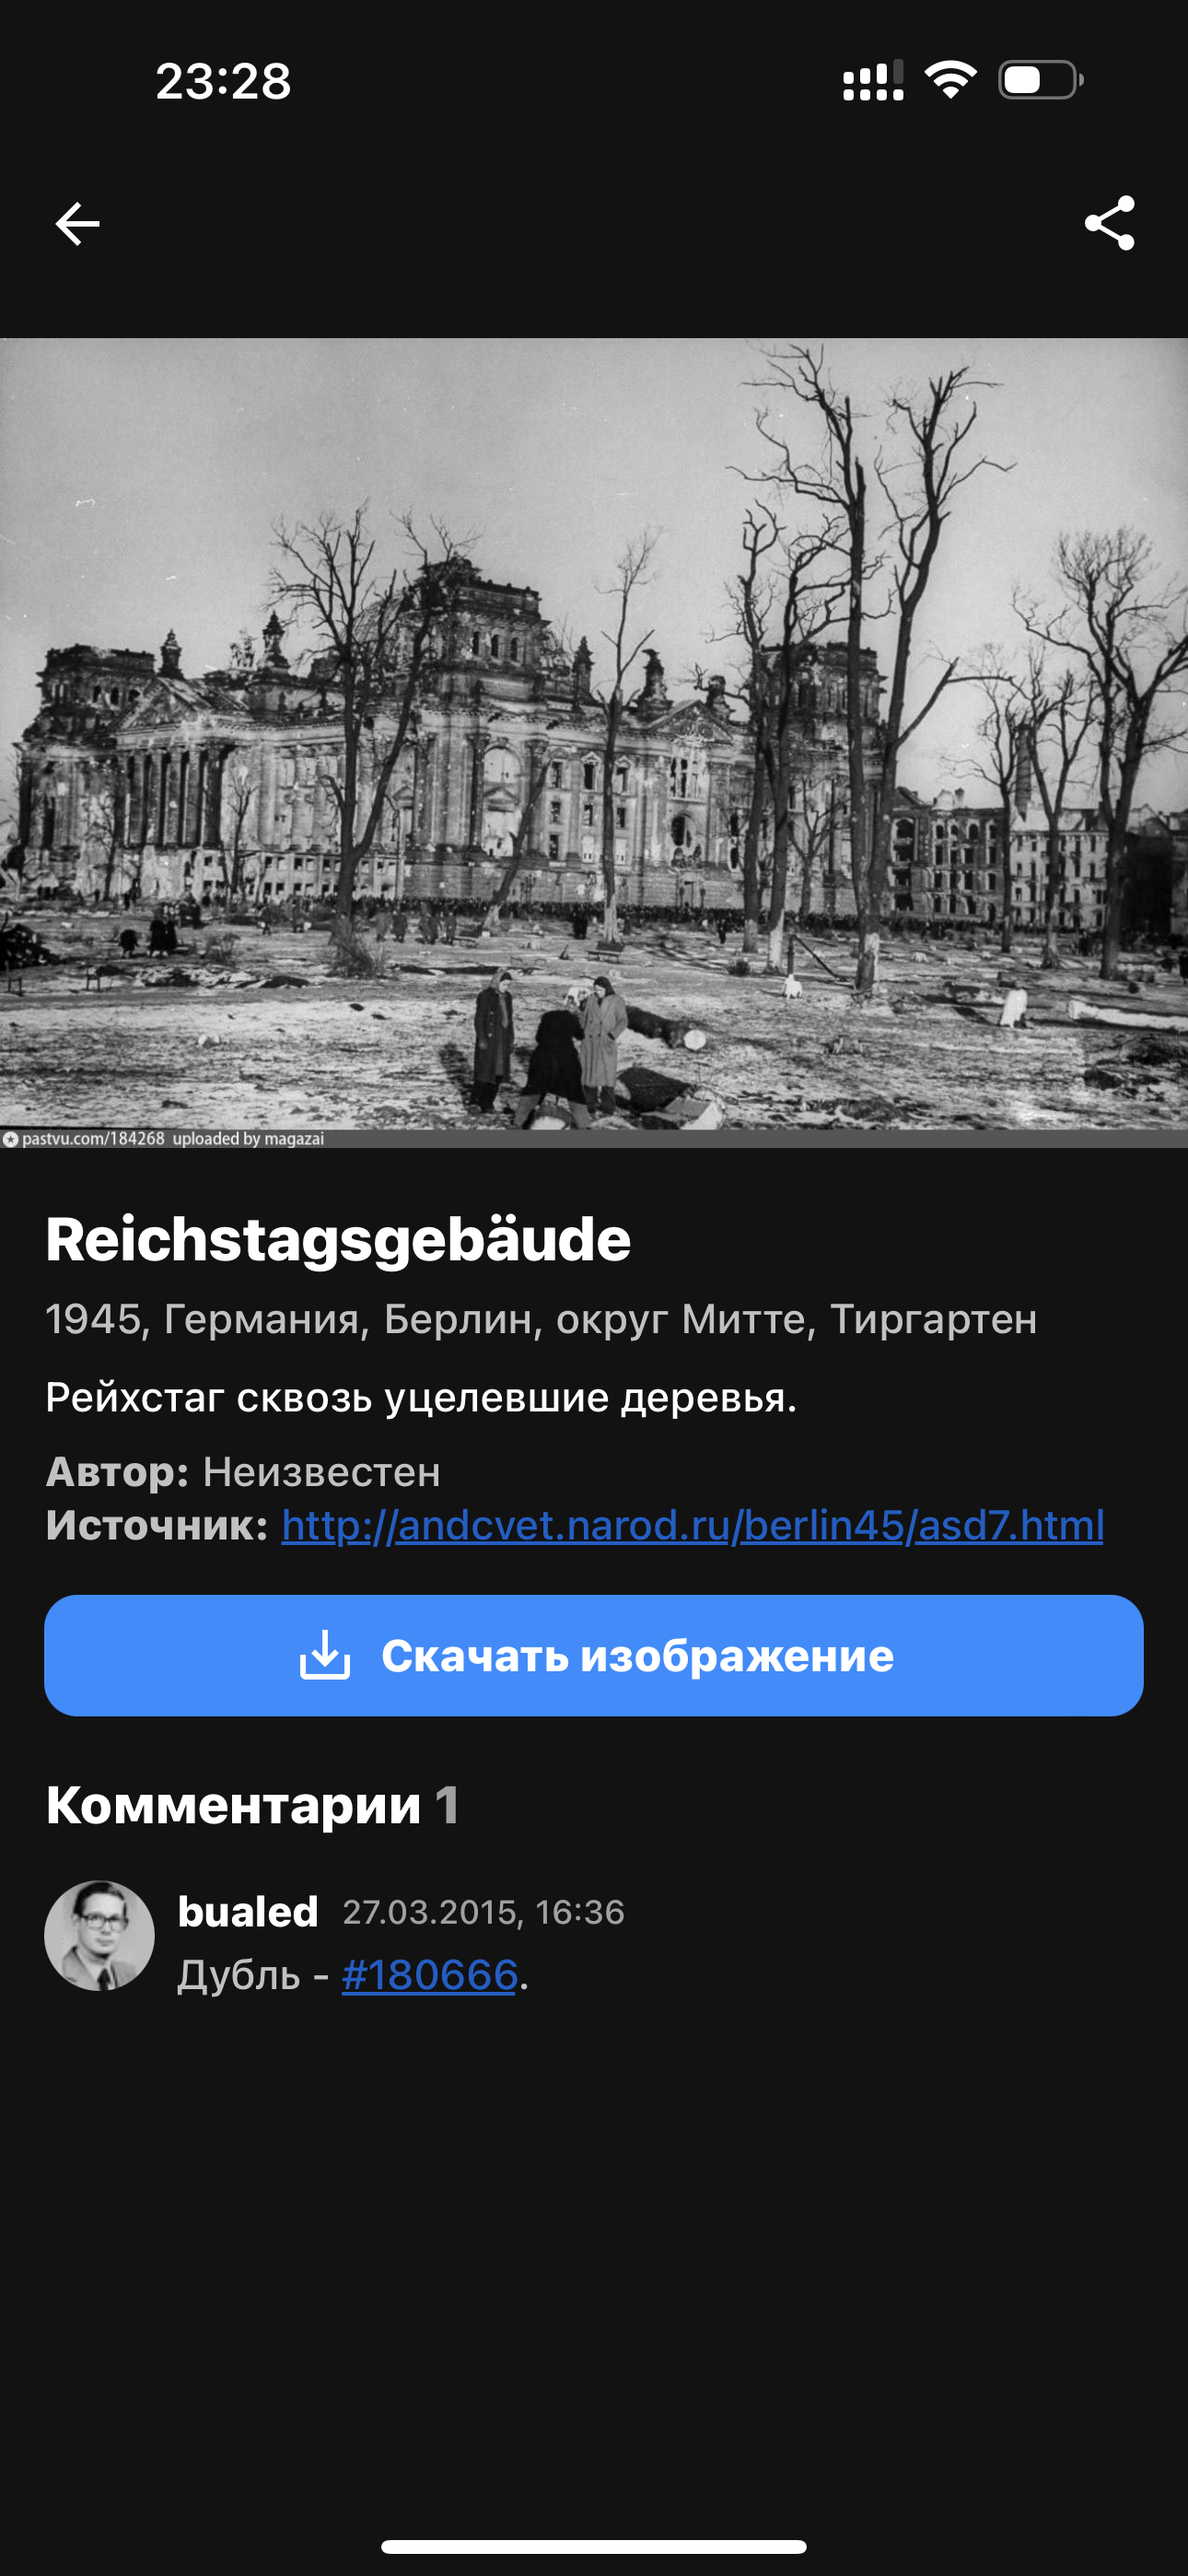 23:28
pastvu.com/184268 uploaded by magazai
Reichstagsgebäude
1945, Германия, Берлин, округ Митте, Тиргартен
Рейхстаг сквозь уцелевшие деревья.
Автор: Неизвестен
Источник: http://andcvet.narod.ru/berlin45/asd7.html
Скачать изображение
Комментарии 1
bualed 27.03.2015, 16:36
Дубль - #180666.